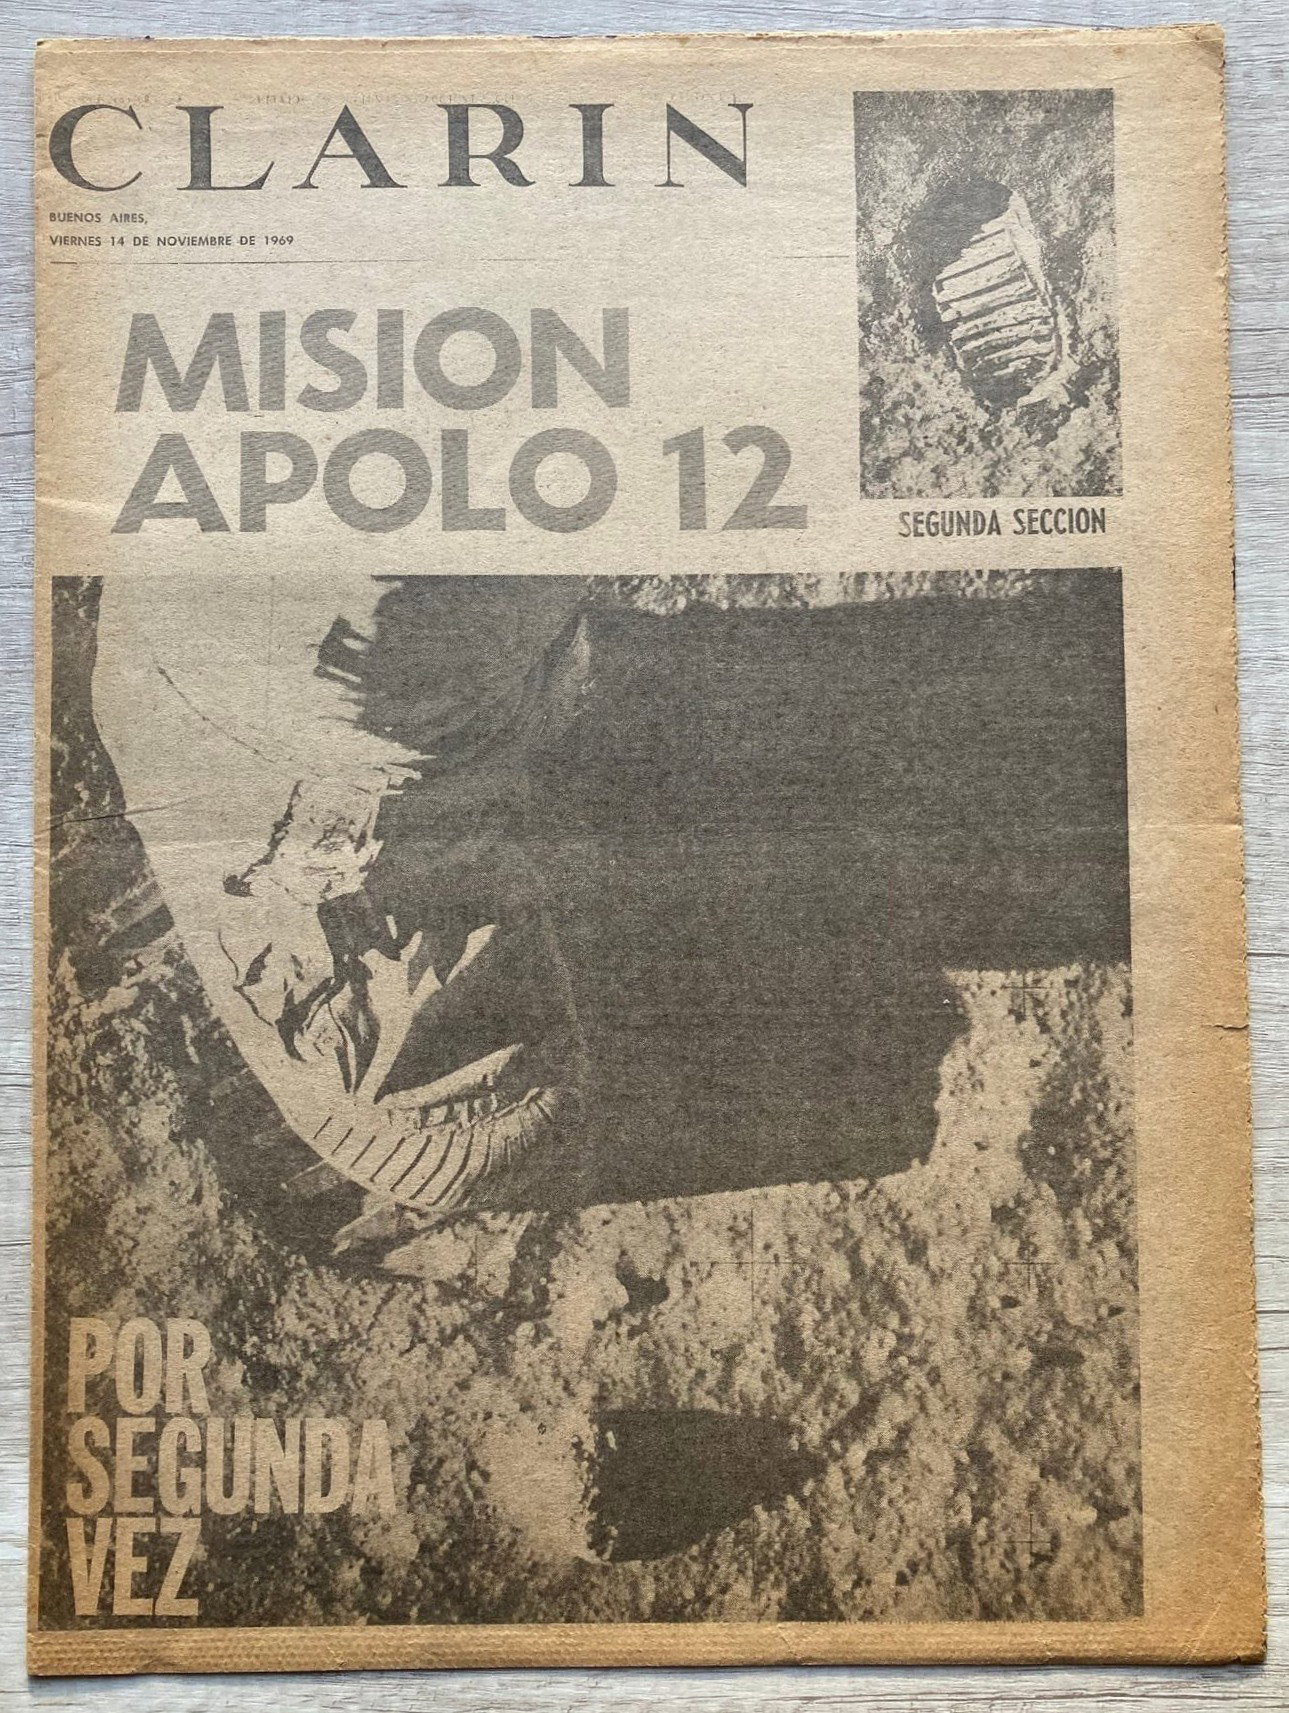 CLARIN
BUENOS AIRES,
VIERNES 14 DE NOVIEMBRE DE 1969
MISION
APOLO 12
SEGUNDA SECCION
POR
SEGUNDA
VEZ